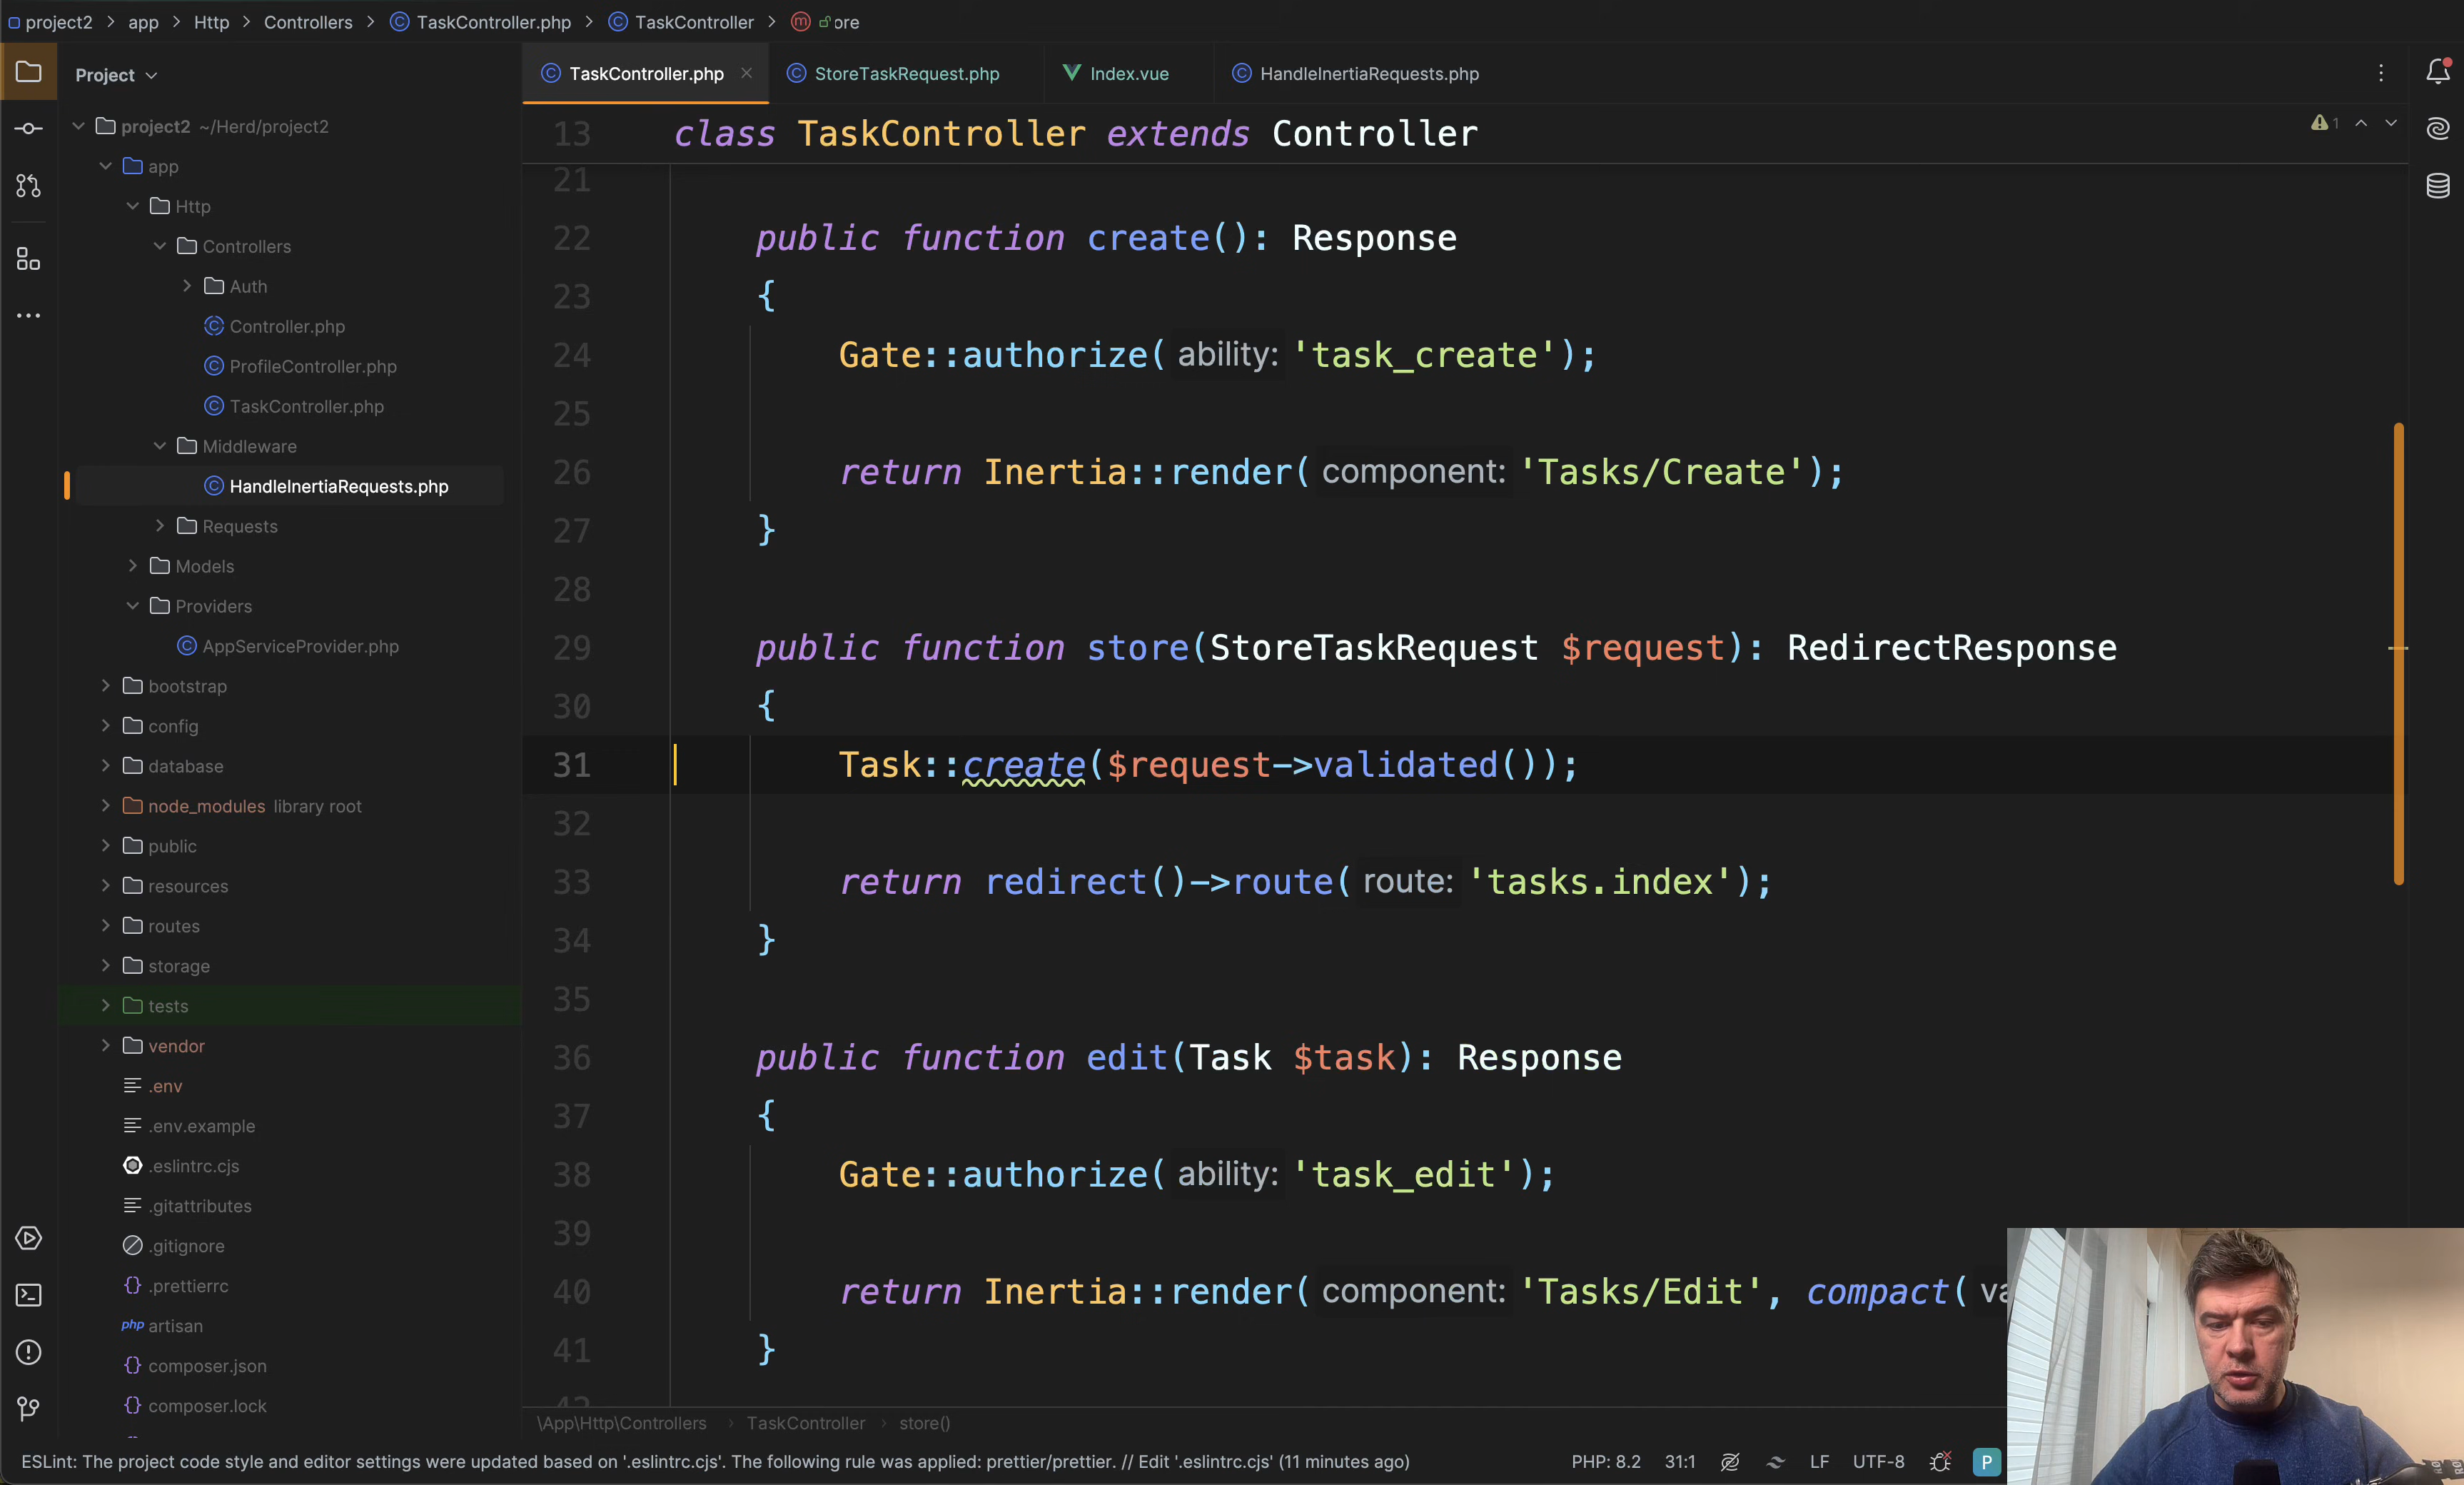 project2 > app > Http > Controllers > TaskController.php > TaskController > m ore
Project
project2 ~/Herd/project2
app
Http
Controllers
Auth
Controller.php
ProfileController.php
TaskController.php
Middleware
HandleInertiaRequests.php
Requests
Models
Providers
AppServiceProvider.php
bootstrap
config
database
node_modules library root
public
resources
routes
storage
tests
vendor
.env
.env.example
.eslintrc.cjs
.gitattributes
.gitignore
.prettierrc
php artisan
composer.json
composer.lock
TaskController.php StoreTaskRequest.php Index.vue HandleInertiaRequests.php
13 class TaskController extends Controller
1
21
22 public function create(): Response
23 {
24 Gate::authorize( ability: 'task_create');
25
26 return Inertia::render( component: 'Tasks/Create');
27 }
28
29 public function store(StoreTaskRequest $request): RedirectResponse
30 {
31 Task::create($request->validated());
32
33 return redirect()->route( route: 'tasks.index');
34 }
35
36 public function edit(Task $task): Response
37 {
38 Gate::authorize( ability: 'task_edit');
39
40 return Inertia::render( component: 'Tasks/Edit', compact(
41 }
\App\Http\Controllers > TaskController > store()
ESLint: The project code style and editor settings were updated based on '.eslintrc.cjs'. The following rule was applied: prettier/prettier. // Edit '.eslintrc.cjs' (11 minutes ago) PHP: 8.2 31:1 LF UTF-8 P